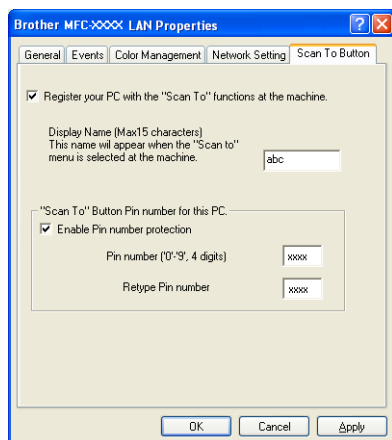 Brother MFC-XXXX LAN Properties
General Events Color Management Network Setting Scan To Button
Register your PC with the "Scan To" functions at the machine.
Display Name (Max15 characters)
This name wil appear when the "Scan to"
menu is selected at the machine.
abc
"Scan To" Button Pin number for this PC.
Enable Pin number protection
Pin number ('0'-'9', 4 digits)
xxxx
Retype Pin number
xxxx
OK Cancel Apply